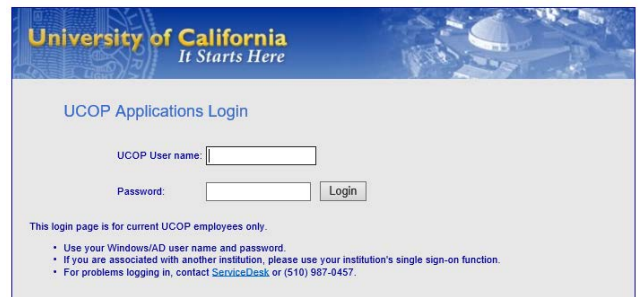 University of California
It Starts Here
UCOP Applications Login
UCOP User name:
Password:
Login
This login page is for current UCOP employees only.
• Use your Windows/AD user name and password.
• If you are associated with another institution, please use your institution's single sign-on function.
• For problems logging in, contact ServiceDesk or (510) 987-0457.